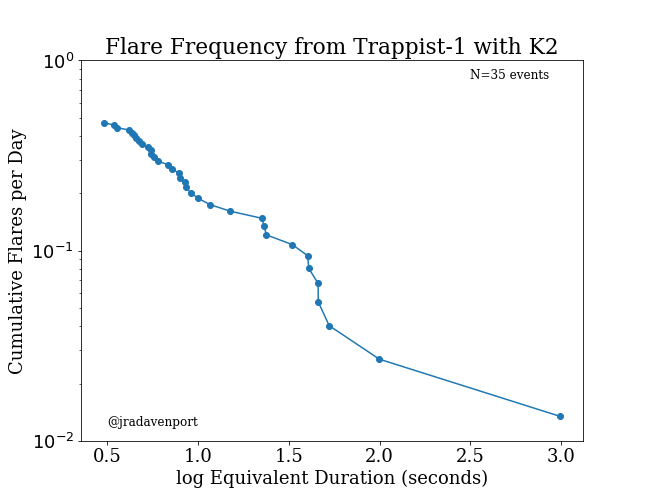 Flare Frequency from Trappist-1 with K2
N=35 events
Cumulative Flares per Day
10⁰
10⁻¹
10⁻²
@jradavenport
0.5 1.0 1.5 2.0 2.5 3.0
log Equivalent Duration (seconds)